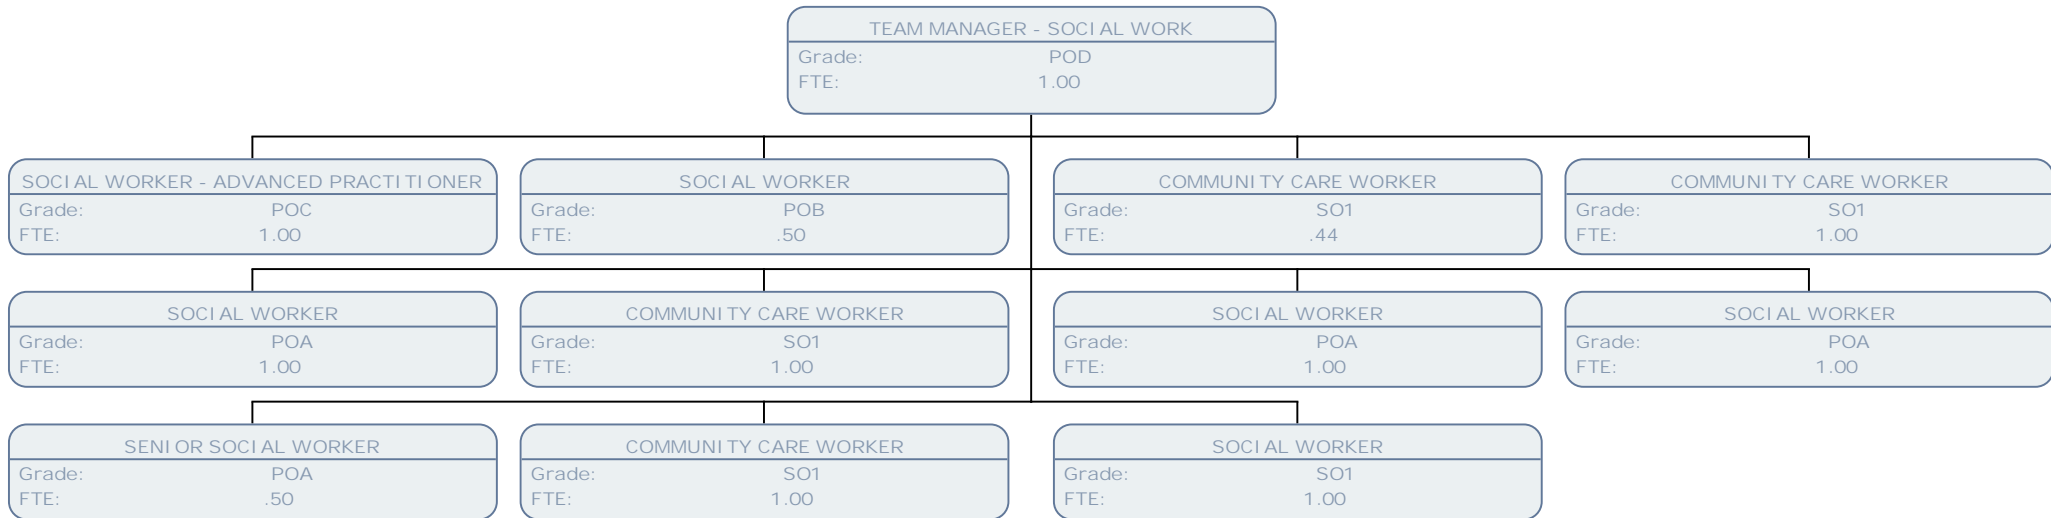 TEAM MANAGER - SOCIAL WORK
Grade: POD
FTE: 1.00
SOCIAL WORKER - ADVANCED PRACTITIONER
Grade: POC
FTE: 1.00
SOCIAL WORKER
Grade: POB
FTE: .50
COMMUNITY CARE WORKER
Grade: SO1
FTE: .44
COMMUNITY CARE WORKER
Grade: SO1
FTE: 1.00
SOCIAL WORKER
Grade: POA
FTE: 1.00
COMMUNITY CARE WORKER
Grade: SO1
FTE: 1.00
SOCIAL WORKER
Grade: POA
FTE: 1.00
SOCIAL WORKER
Grade: POA
FTE: 1.00
SENIOR SOCIAL WORKER
Grade: POA
FTE: .50
COMMUNITY CARE WORKER
Grade: SO1
FTE: 1.00
SOCIAL WORKER
Grade: SO1
FTE: 1.00